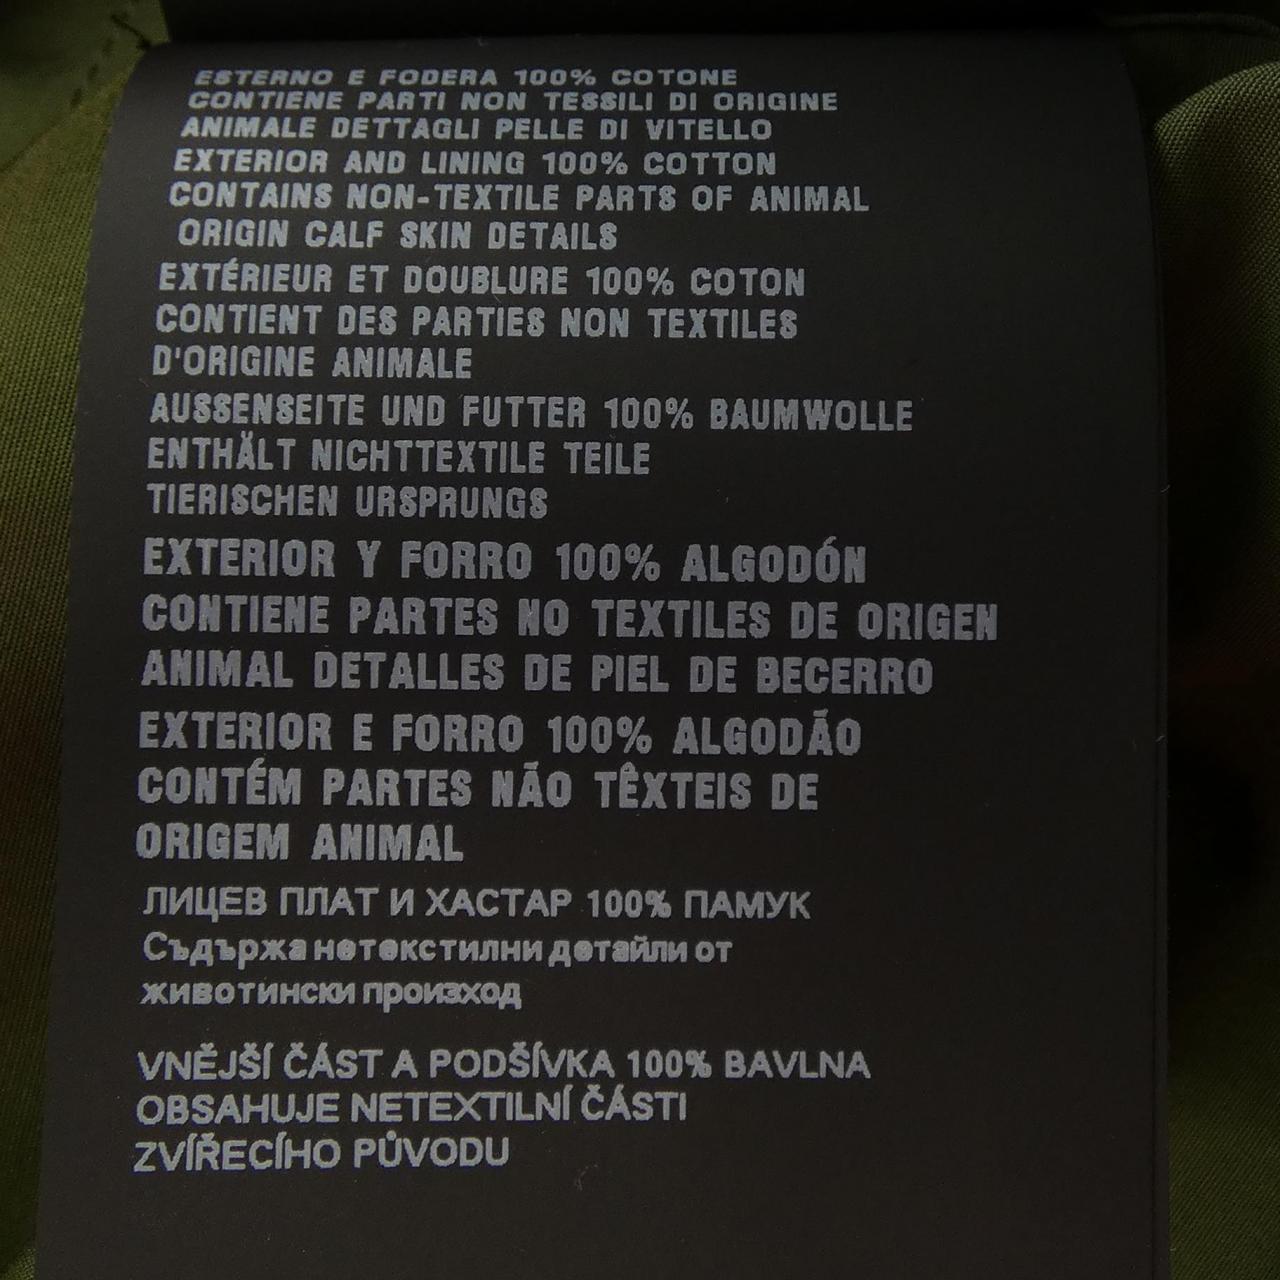 ESTERNO E FODERA 100% COTONE
CONTIENE PARTI NON TESSILI DI ORIGINE
ANIMALE DETTAGLI PELLE DI VITELLO
EXTERIOR AND LINING 100% COTTON
CONTAINS NON-TEXTILE PARTS OF ANIMAL
ORIGIN CALF SKIN DETAILS
EXTÉRIEUR ET DOUBLURE 100% COTON
CONTIENT DES PARTIES NON TEXTILES
D'ORIGINE ANIMALE
AUSSENSEITE UND FUTTER 100% BAUMWOLLE
ENTHÄLT NICHTTEXTILE TEILE
TIERISCHEN URSPRUNGS
EXTERIOR Y FORRO 100% ALGODÓN
CONTIENE PARTES NO TEXTILES DE ORIGEN
ANIMAL DETALLES DE PIEL DE BECERRO
EXTERIOR E FORRO 100% ALGODÃO
CONTÉM PARTES NÃO TÊXTEIS DE
ORIGEM ANIMAL
ЛИЦЕВ ПЛАТ И ХАСТАР 100% ПАМУК
Съдържа нетекстилни детайли от
животински произход
VNĚJŠÍ ČÁST A PODŠÍVKA 100% BAVLNA
OBSAHUJE NETEXTILNÍ ČÁSTI
ZVÍŘECÍHO PŮVODU